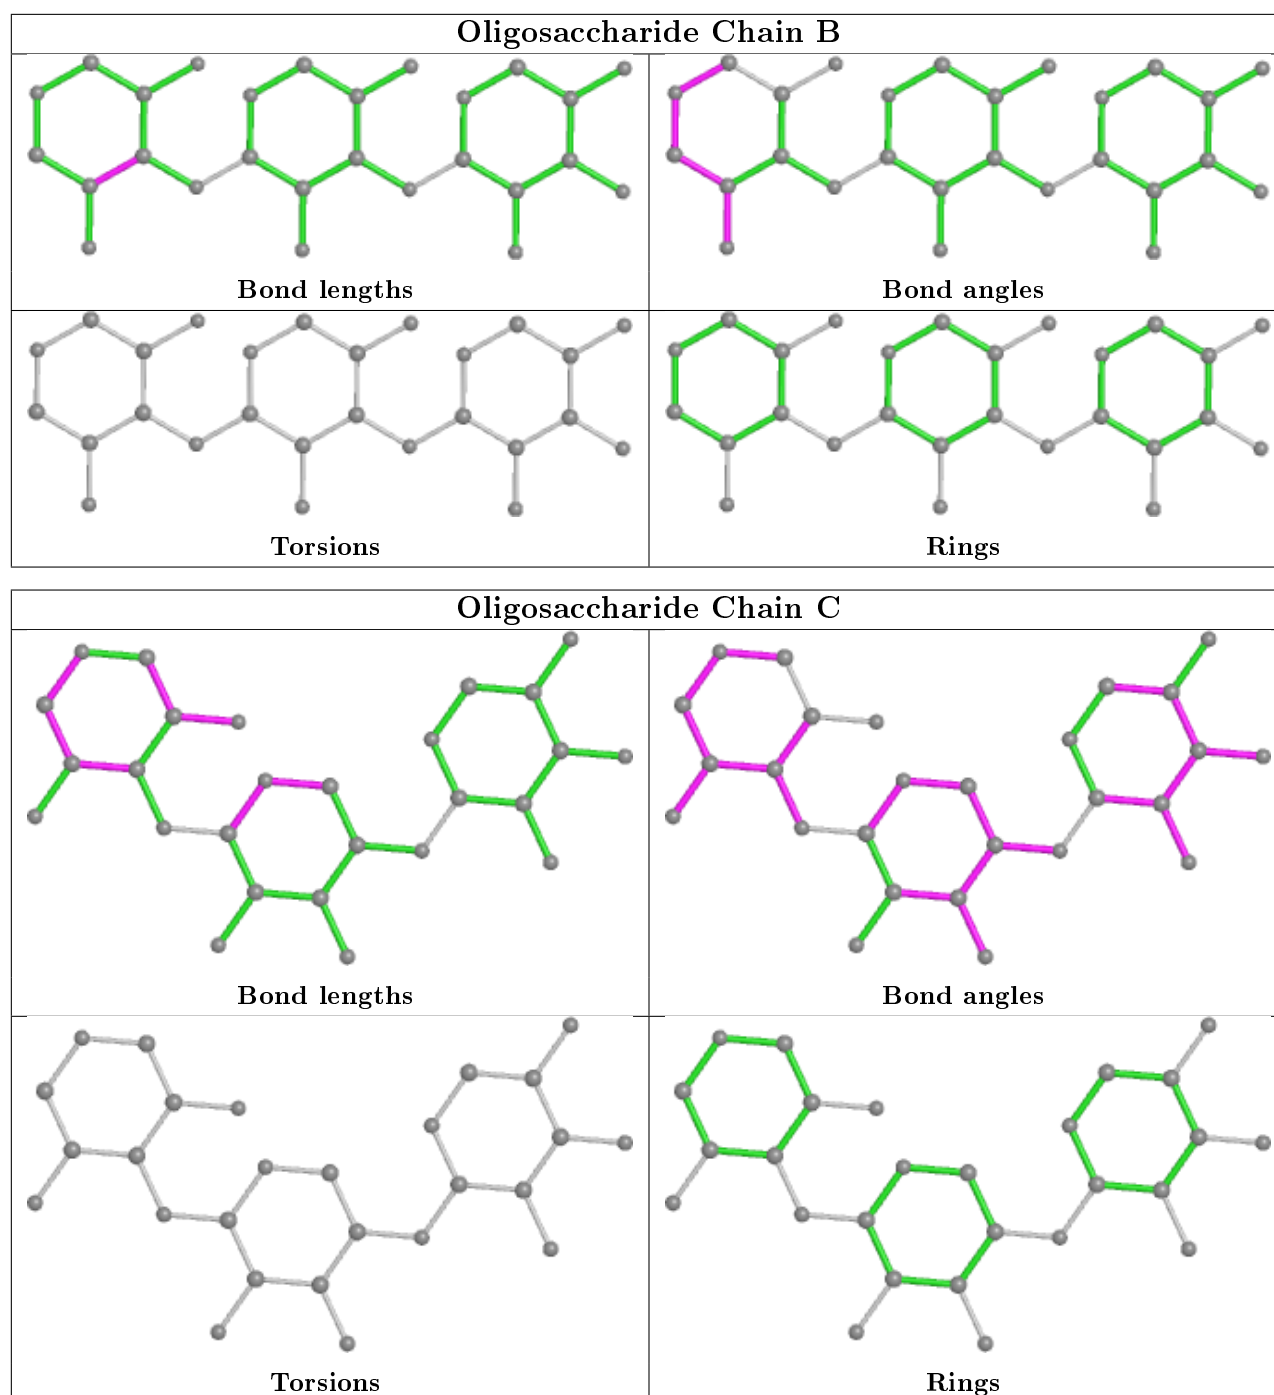 Oligosaccharide Chain B
Bond lengths
Bond angles
Torsions
Rings
Oligosaccharide Chain C
Bond lengths
Bond angles
Torsions
Rings